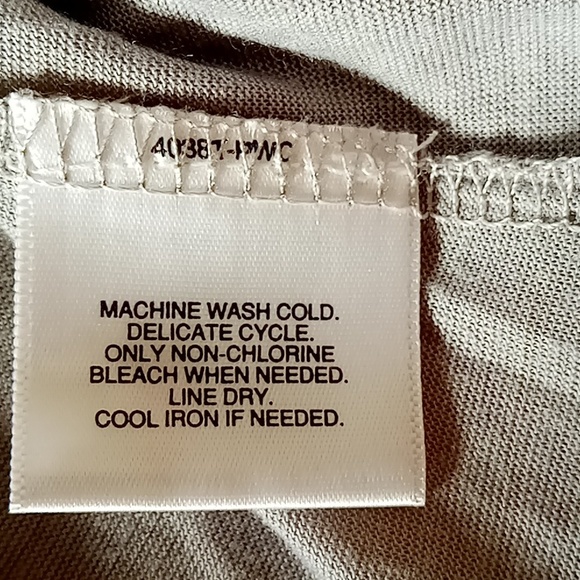 MACHINE WASH COLD.
DELICATE CYCLE.
ONLY NON-CHLORINE
BLEACH WHEN NEEDED.
LINE DRY.
COOL IRON IF NEEDED.